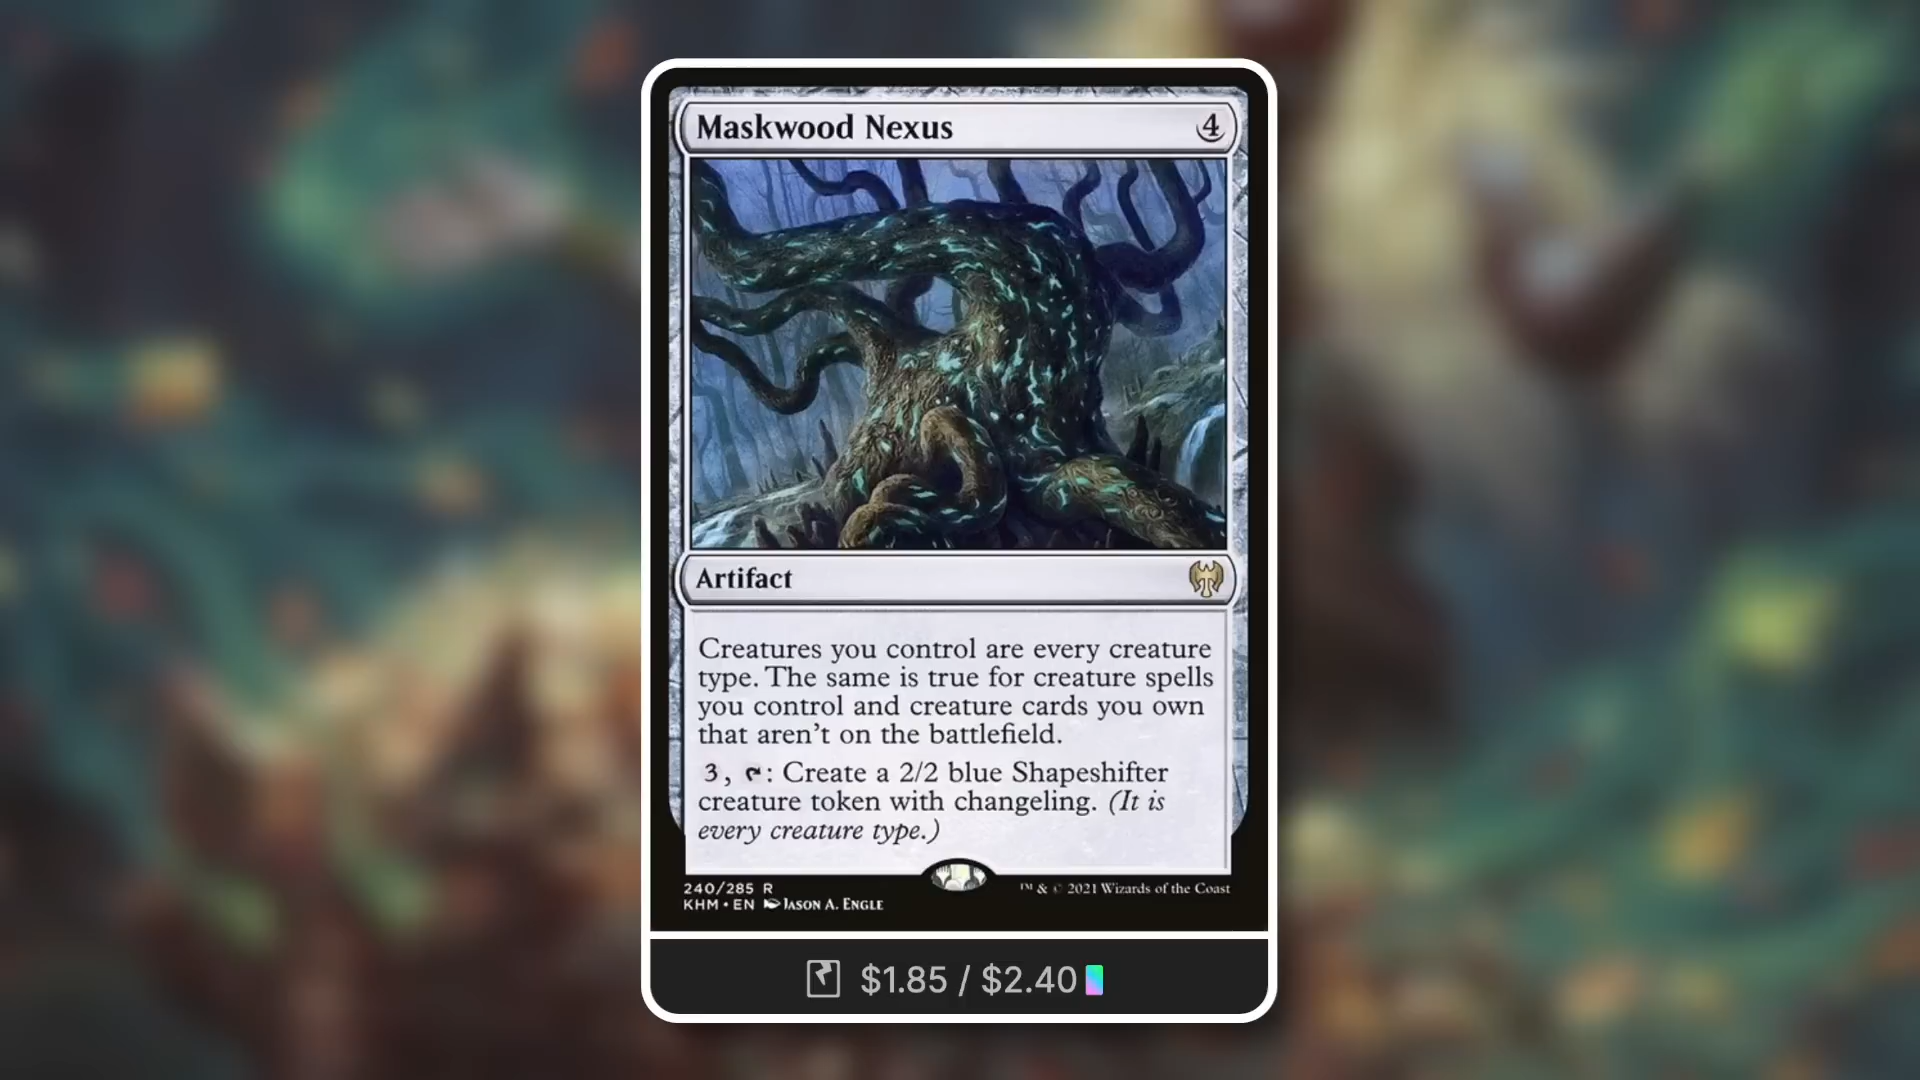 Maskwood Nexus 4
Artifact
Creatures you control are every creature
type. The same is true for creature spells
you control and creature cards you own
that aren't on the battlefield.
3, : Create a 2/2 blue Shapeshifter
creature token with changeling. (It is
every creature type.)
240/285 R
™ & © 2021 Wizards of the Coast
KHM • EN Jason A. Engle
$1.85 / $2.40